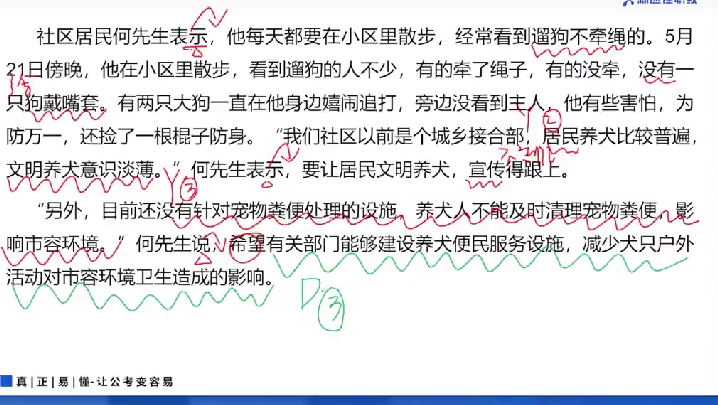 社区居民何先生表示，他每天都要在小区里散步，经常看到遛狗不牵绳的。5月
21日傍晚，他在小区里散步，看到遛狗的人不少，有的牵了绳子，有的没牵，没有一
只狗戴嘴套。有两只大狗一直在他身边嬉闹追打，旁边没看到主人，他有些害怕，为
防万一，还捡了一根棍子防身。“我们社区以前是个城乡接合部，居民养犬比较普遍，
文明养犬意识淡薄。”何先生表示，要让居民文明养犬，宣传得跟上。
“另外，目前还没有针对宠物粪便处理的设施，养犬人不能及时清理宠物粪便，影
响市容环境。”何先生说，希望有关部门能够建设养犬便民服务设施，减少犬只户外
活动对市容环境卫生造成的影响。
Y ②
Y ③
D. ③
真|正|易|懂-让公考变容易